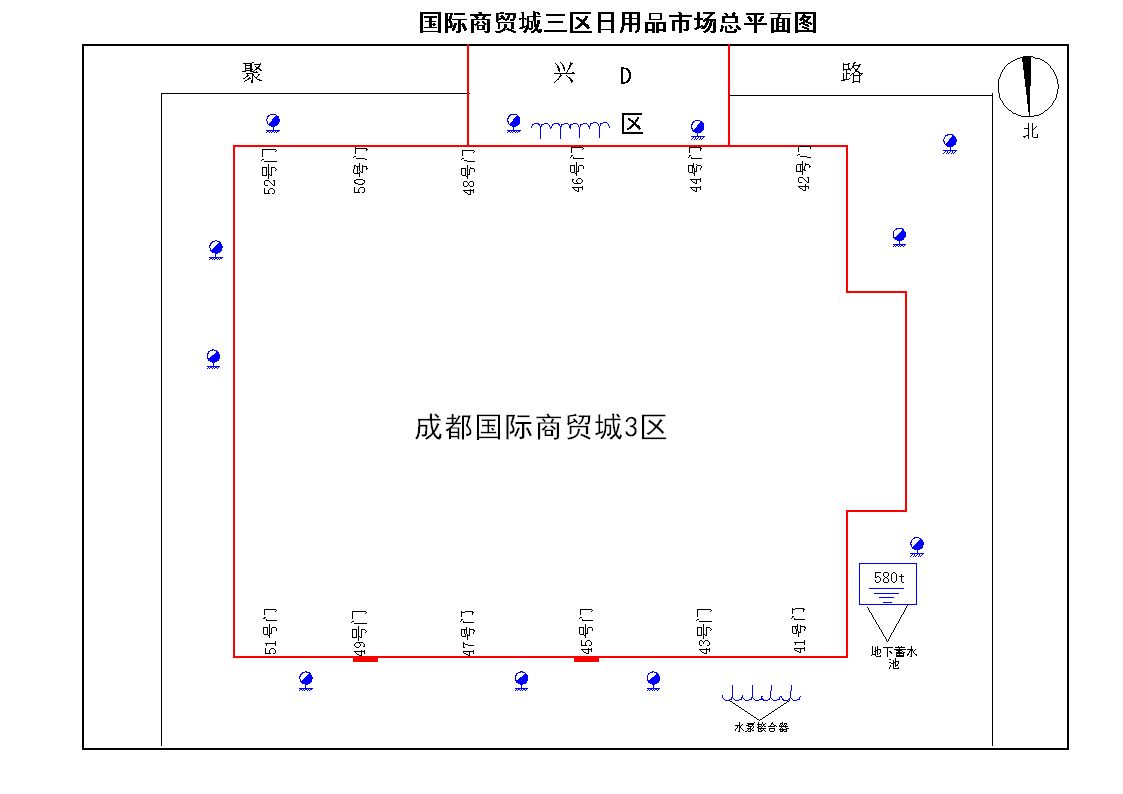 国际商贸城三区日用品市场总平面图
聚 兴 D 路
区
北
52号门 50号门 48号门 46号门 44号门 42号门
成都国际商贸城3区
580t
51号门 49号门 47号门 45号门 43号门 41号门
地下蓄水
池
水泵接合器